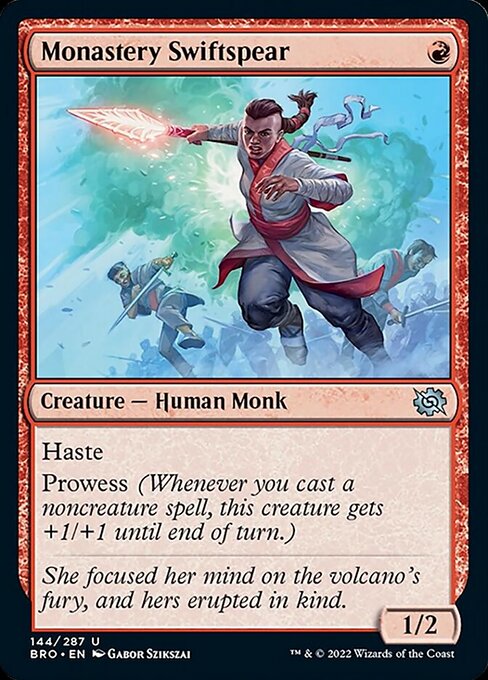 Monastery Swiftspear
Creature — Human Monk
Haste
Prowess (Whenever you cast a
noncreature spell, this creature gets
+1/+1 until end of turn.)
She focused her mind on the volcano's
fury, and hers erupted in kind.
1/2
144/287 U
BRO • EN Gabor Szikszai
™ & © 2022 Wizards of the Coast